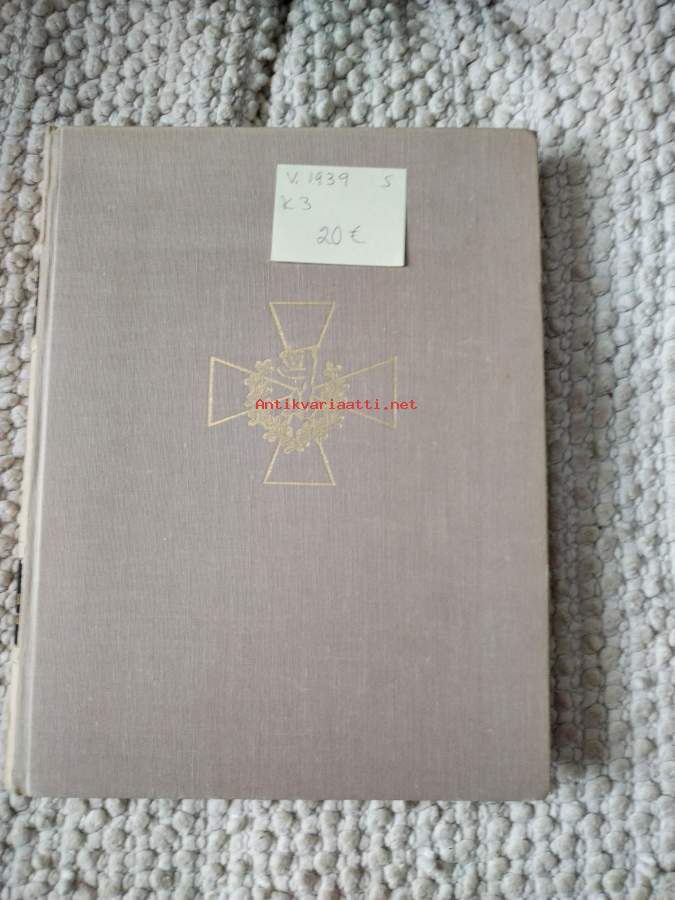 V. 1939 S
K3
20 €
Antikvariaatti.net